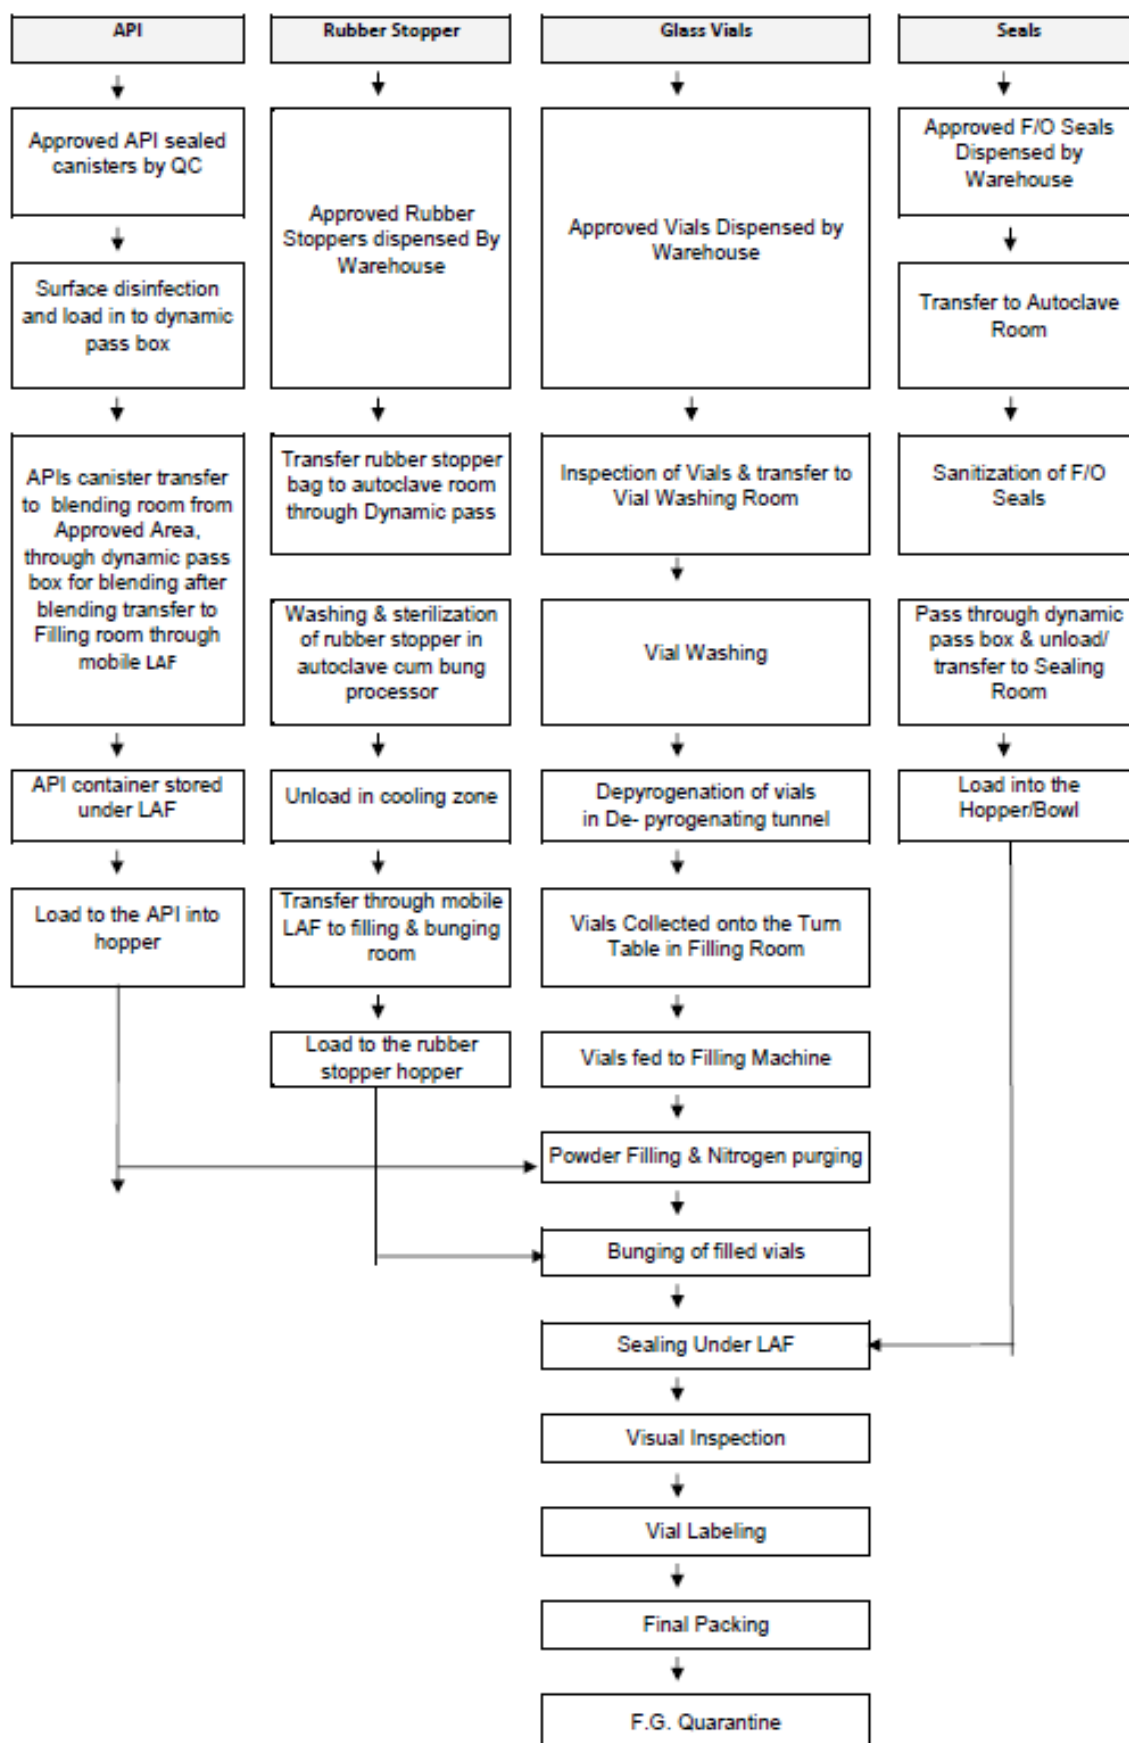 API
Rubber Stopper
Glass Vials
Seals
Approved API sealed
canisters by QC
Surface disinfection
and load in to dynamic
pass box
APIs canister transfer
to blending room from
Approved Area,
through dynamic pass
box for blending after
blending transfer to
Filling room through
mobile LAF
API container stored
under LAF
Load to the API into
hopper
Approved Rubber
Stoppers dispensed By
Warehouse
Transfer rubber stopper
bag to autoclave room
through Dynamic pass
Washing & sterilization
of rubber stopper in
autoclave cum bung
processor
Unload in cooling zone
Transfer through mobile
LAF to filling & bunging
room
Load to the rubber
stopper hopper
Approved Vials Dispensed by
Warehouse
Inspection of Vials & transfer to
Vial Washing Room
Vial Washing
Depyrogenation of vials
in De- pyrogenating tunnel
Vials Collected onto the Turn
Table in Filling Room
Vials fed to Filling Machine
Powder Filling & Nitrogen purging
Bunging of filled vials
Sealing Under LAF
Visual Inspection
Vial Labeling
Final Packing
F.G. Quarantine
Approved F/O Seals
Dispensed by
Warehouse
Transfer to Autoclave
Room
Sanitization of F/O
Seals
Pass through dynamic
pass box & unload/
transfer to Sealing
Room
Load into the
Hopper/Bowl